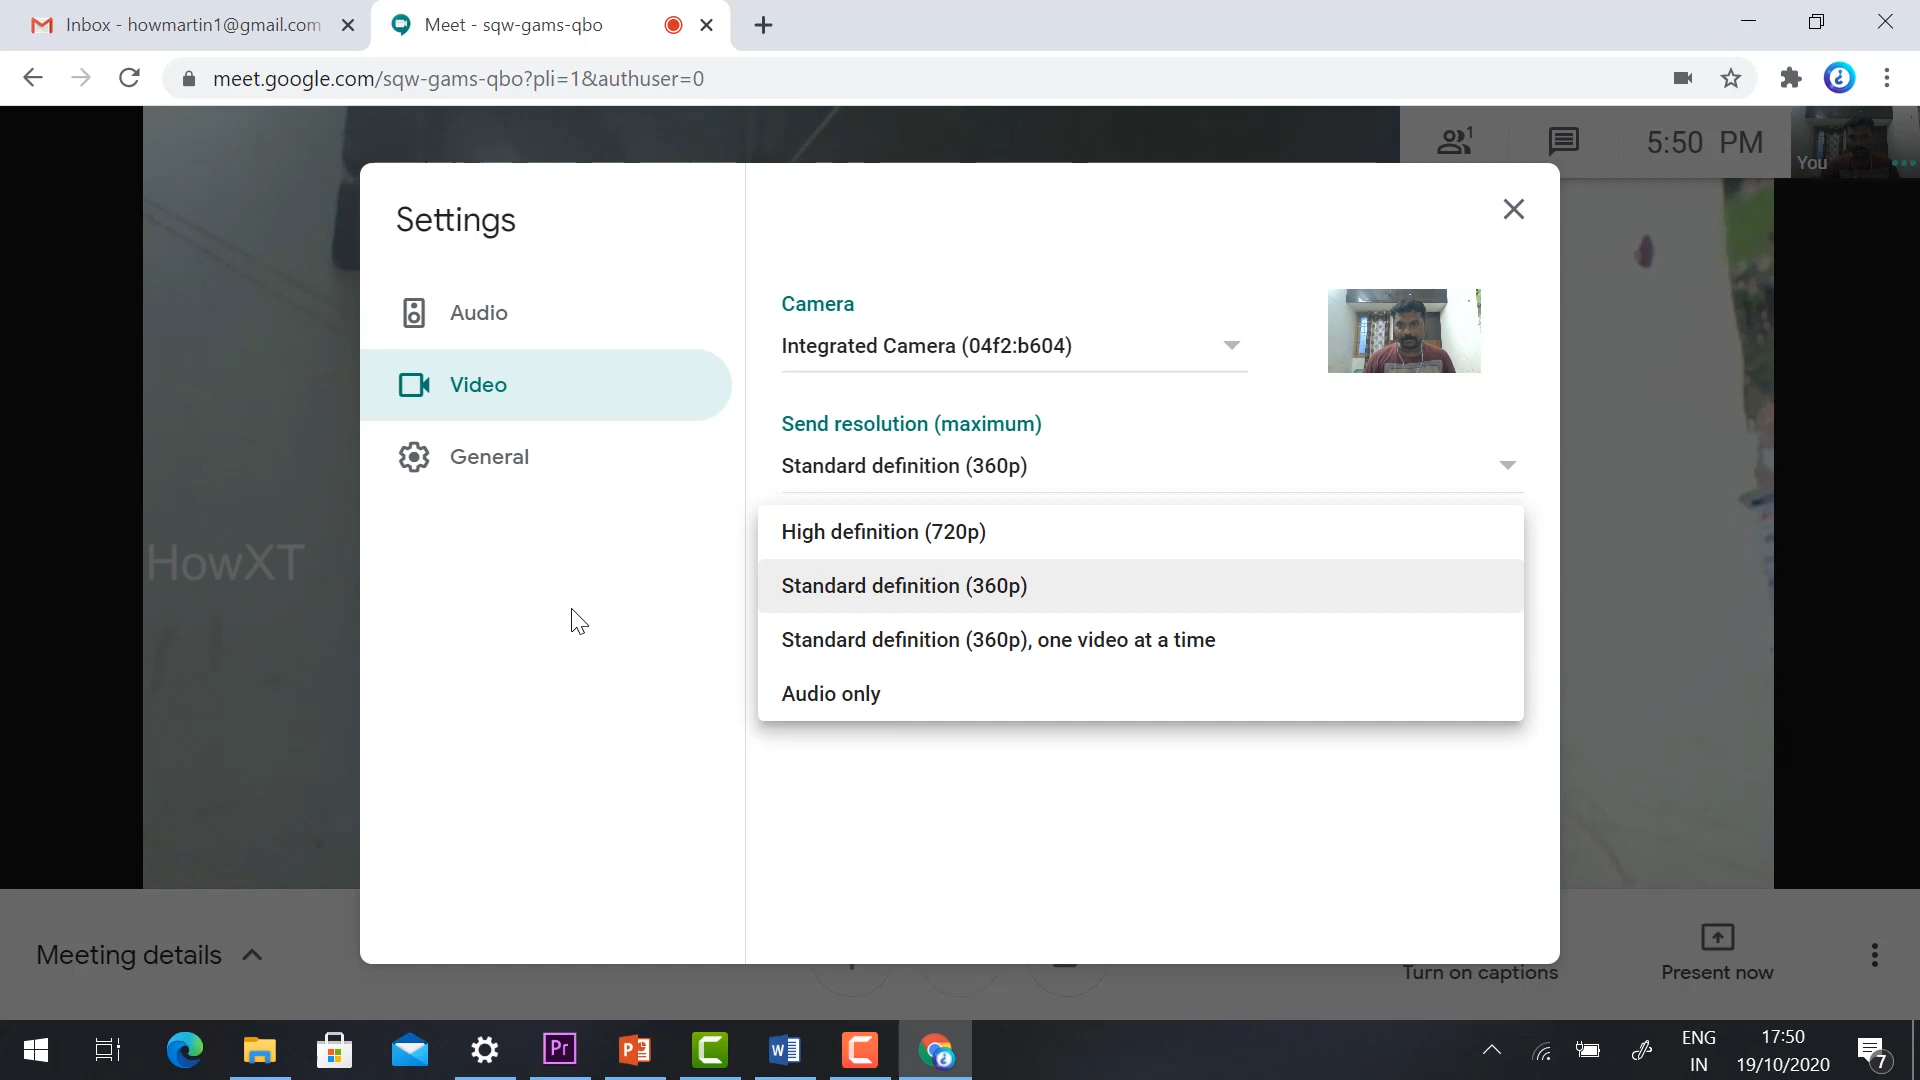 Inbox - howmartin1@gmail.com
Meet - sqw-gams-qbo
meet.google.com/sqw-gams-qbo?pli=1&authuser=0
1
5:50 PM
You
Settings
Audio
Video
General
Camera
Integrated Camera (04f2:b604)
Send resolution (maximum)
Standard definition (360p)
High definition (720p)
Standard definition (360p)
Standard definition (360p), one video at a time
Audio only
HowXT
Meeting details
Turn on captions
Present now
Pr
ENG
IN
17:50
19/10/2020
7